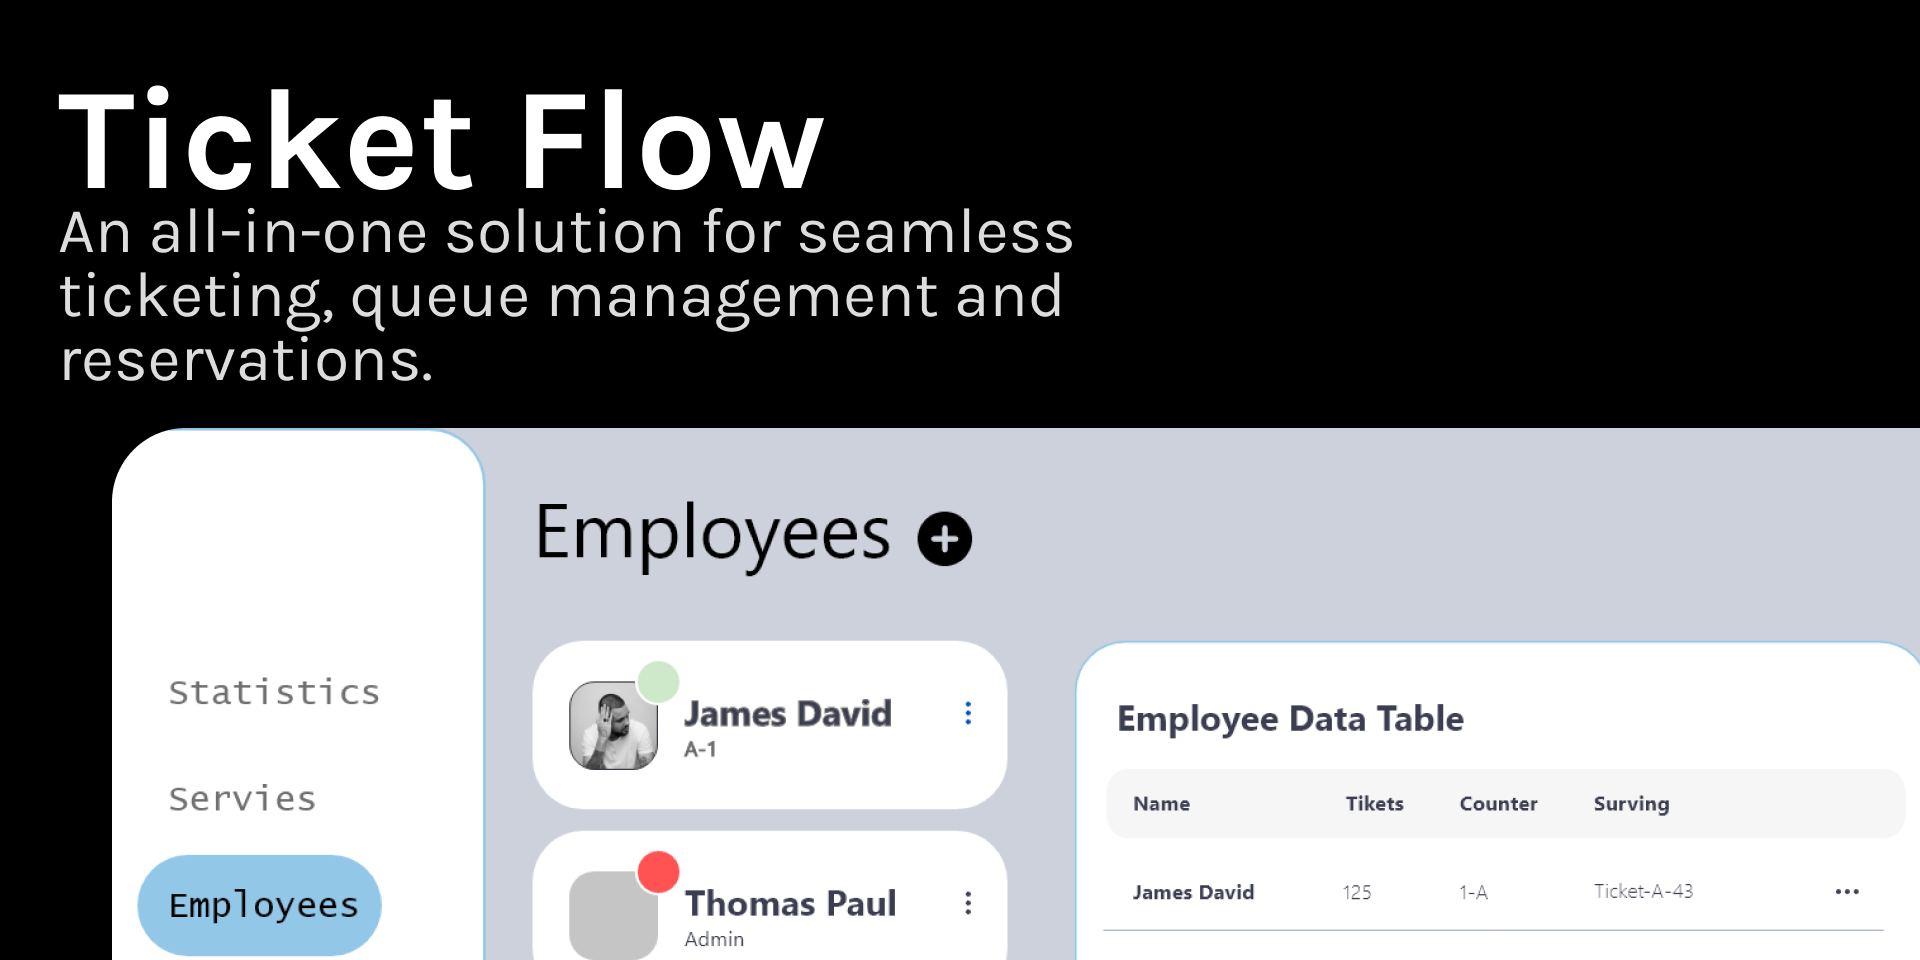 Ticket Flow
An all-in-one solution for seamless
ticketing, queue management and
reservations.
Statistics
Servies
Employees
Employees
James David
A-1
Thomas Paul
Admin
Employee Data Table
Name Tikets Counter Surving
James David 125 1-A Ticket-A-43